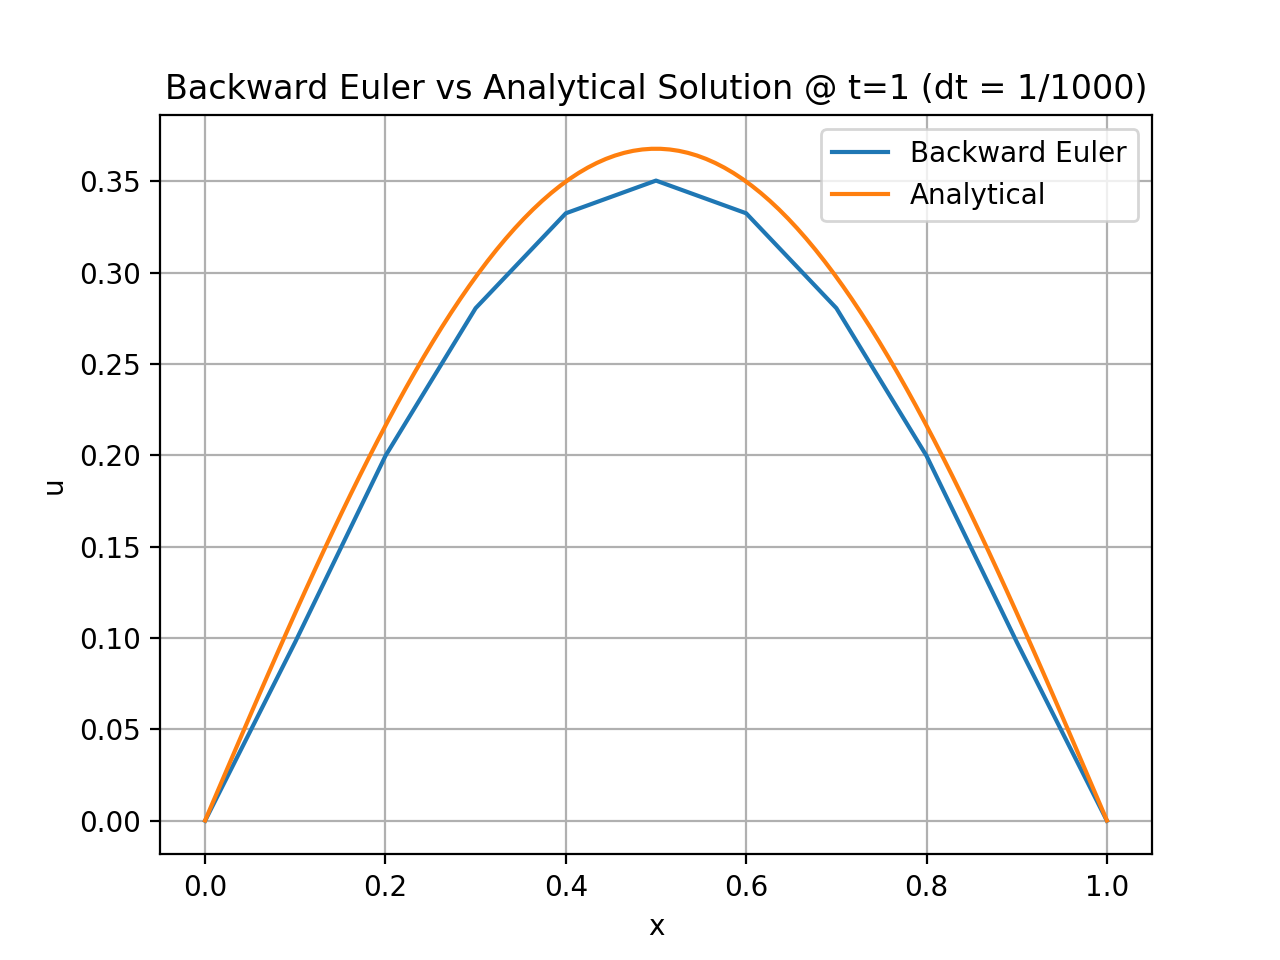 Backward Euler vs Analytical Solution @ t=1 (dt = 1/1000)
Backward Euler
Analytical
0.35
0.30
0.25
0.20
0.15
0.10
0.05
0.00
u
0.0 0.2 0.4 0.6 0.8 1.0
x